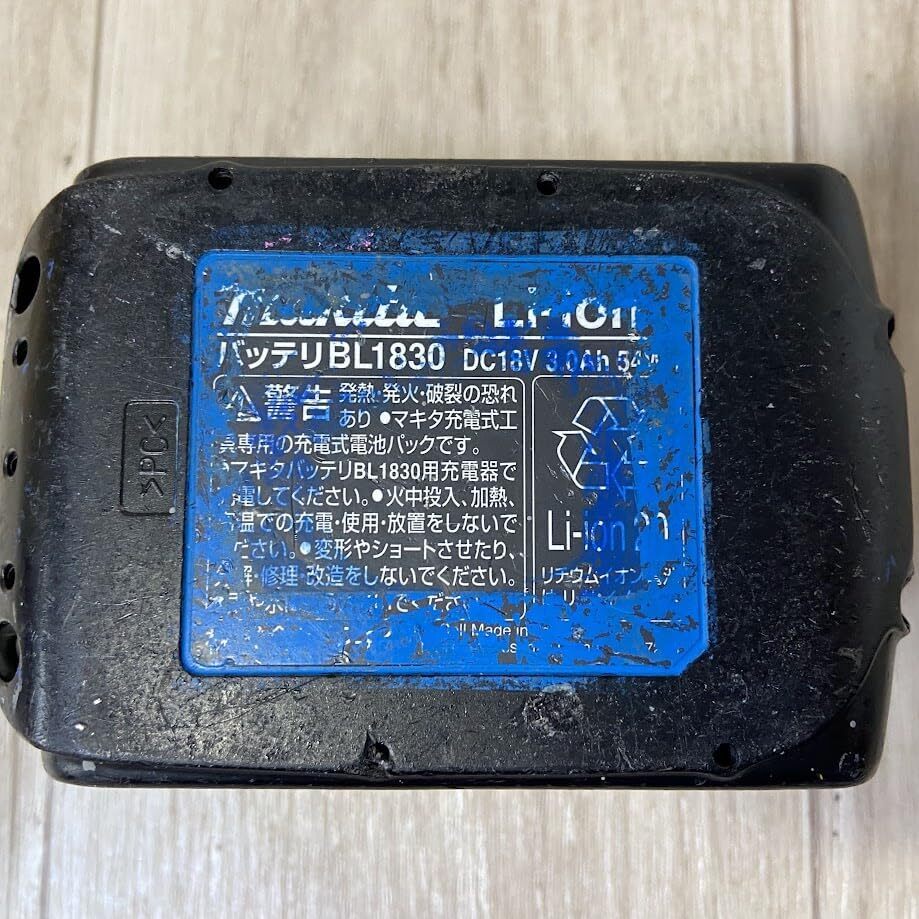 makita Li-ion
バッテリBL1830 DC18V 3.0Ah 54
警告 発熱・発火・破裂の恐れ
あり ●マキタ充電式工
専用の充電式電池パックです。
マキタバッテリBL1830用充電器で
電してください。●火中投入、加熱、
温での充電・使用・放置をしないで
ださい。●変形やショートさせたり、
解・修理・改造をしないでください。
Li-ion
リチウムイオン
Made in
>PC<